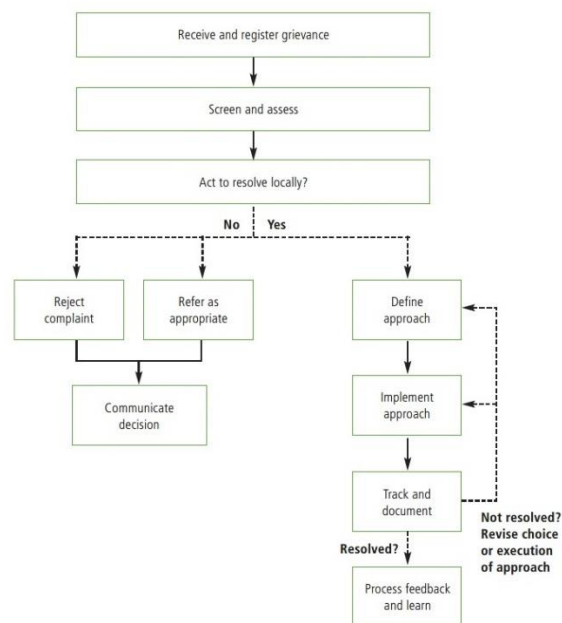 Receive and register grievance
Screen and assess
Act to resolve locally?
No
Yes
Reject
complaint
Refer as
appropriate
Define
approach
Communicate
decision
Implement
approach
Track and
document
Not resolved?
Revise choice
or execution
of approach
Resolved?
Process feedback
and learn